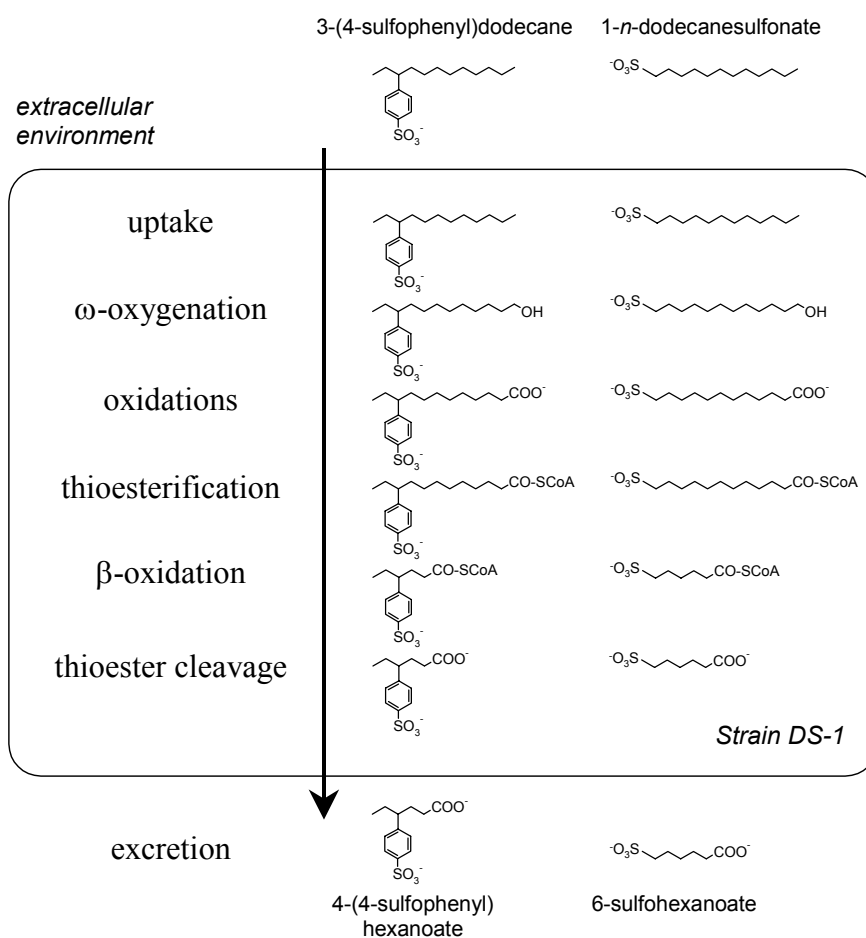 3-(4-sulfophenyl)dodecane 1-n-dodecanesulfonate
-O3S
extracellular
environment
SO3-
uptake -O3S
SO3-
ω-oxygenation OH -O3S OH
SO3-
oxidations COO- -O3S COO-
SO3-
thioesterification CO-SCoA -O3S CO-SCoA
SO3-
β-oxidation CO-SCoA -O3S CO-SCoA
SO3-
thioester cleavage COO- -O3S COO-
SO3-
Strain DS-1
COO-
excretion -O3S COO-
SO3-
4-(4-sulfophenyl) 6-sulfohexanoate
hexanoate